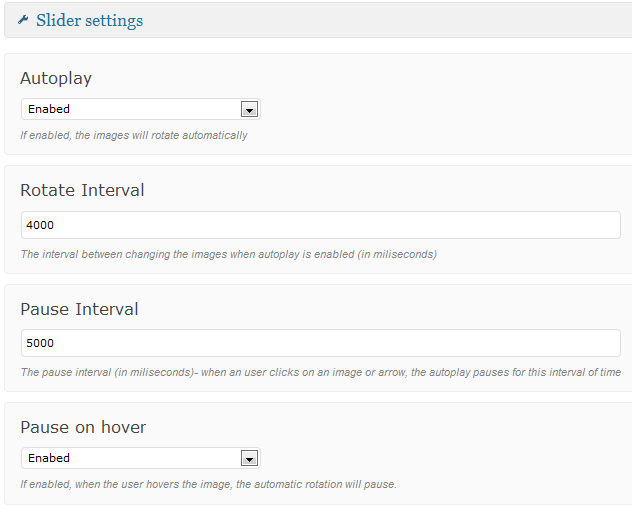 Slider settings
Autoplay
Enabed
If enabled, the images will rotate automatically
Rotate Interval
4000
The interval between changing the images when autoplay is enabled (in miliseconds)
Pause Interval
5000
The pause interval (in miliseconds)- when an user clicks on an image or arrow, the autoplay pauses for this interval of time
Pause on hover
Enabed
If enabled, when the user hovers the image, the automatic rotation will pause.